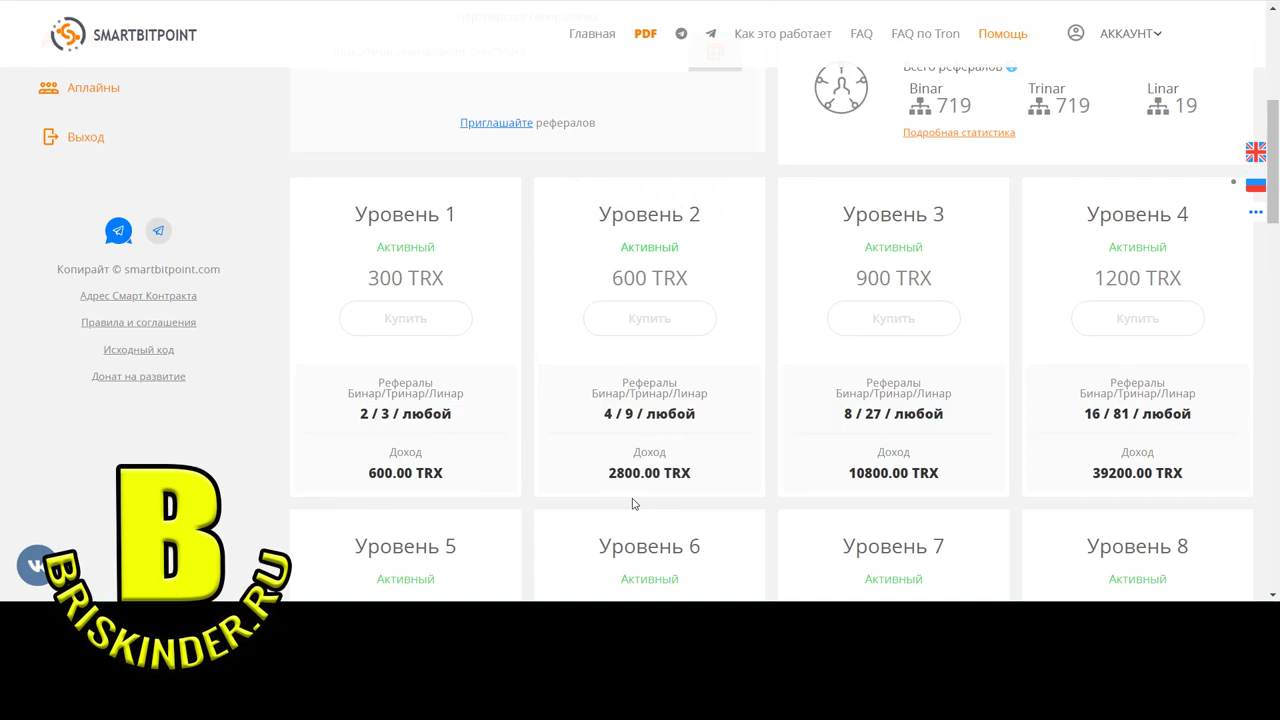 SMARTBITPOINT
Главная
PDF
Как это работает
FAQ
FAQ по Tron
Помощь
АККАУНТ
Аплайны
Выход
Копирайт © smartbitpoint.com
Адрес Смарт Контракта
Правила и соглашения
Исходный код
Донат на развитие
Приглашайте рефералов
Всего рефералов
Binar
719
Trinar
719
Linar
19
Подробная статистика
Уровень 1
Активный
300 TRX
Купить
Рефералы
Бинар/Тринар/Линар
2 / 3 / любой
Доход
600.00 TRX
Уровень 2
Активный
600 TRX
Купить
Рефералы
Бинар/Тринар/Линар
4 / 9 / любой
Доход
2800.00 TRX
Уровень 3
Активный
900 TRX
Купить
Рефералы
Бинар/Тринар/Линар
8 / 27 / любой
Доход
10800.00 TRX
Уровень 4
Активный
1200 TRX
Купить
Рефералы
Бинар/Тринар/Линар
16 / 81 / любой
Доход
39200.00 TRX
Уровень 5
Активный
Уровень 6
Активный
Уровень 7
Активный
Уровень 8
Активный
B
BRISKINDER.RU